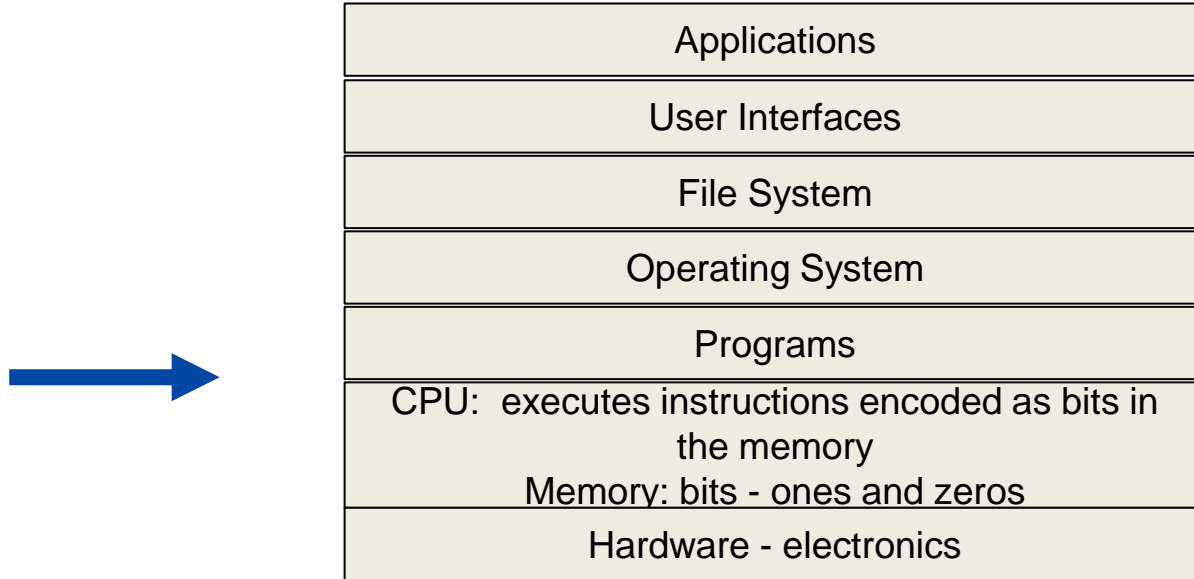 Applications
User Interfaces
File System
Operating System
Programs
CPU:  executes instructions encoded as bits in
the memory
Memory: bits - ones and zeros
Hardware - electronics